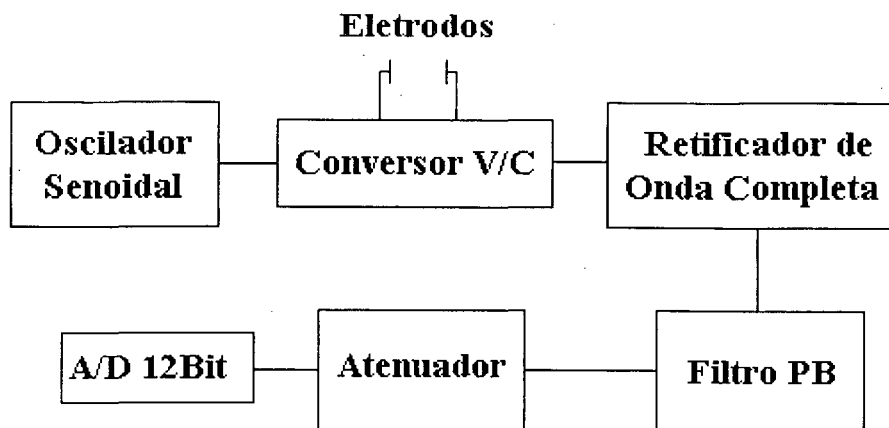 Eletrodos
Oscilador
Senoidal
Conversor V/C
Retificador de
Onda Completa
A/D 12Bit
Atenuador
Filtro PB